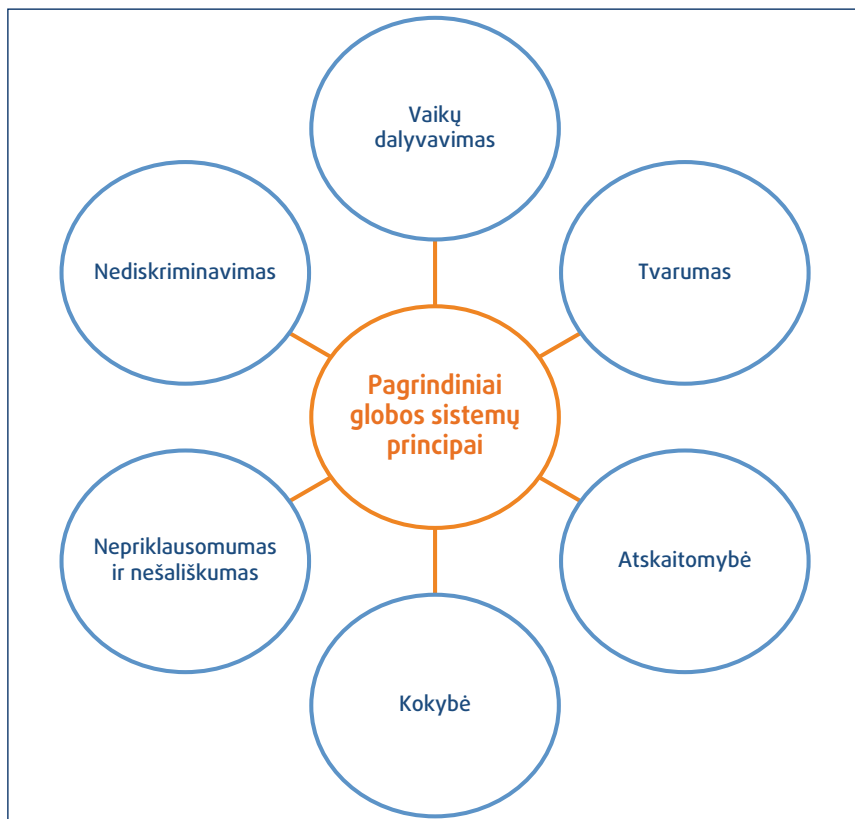 Vaikų
dalyvavimas
Nediskriminavimas
Tvarumas
Pagrindiniai
globos sistemų
principai
Nepriklausomumas
ir nešališkumas
Atskaitomybė
Kokybė